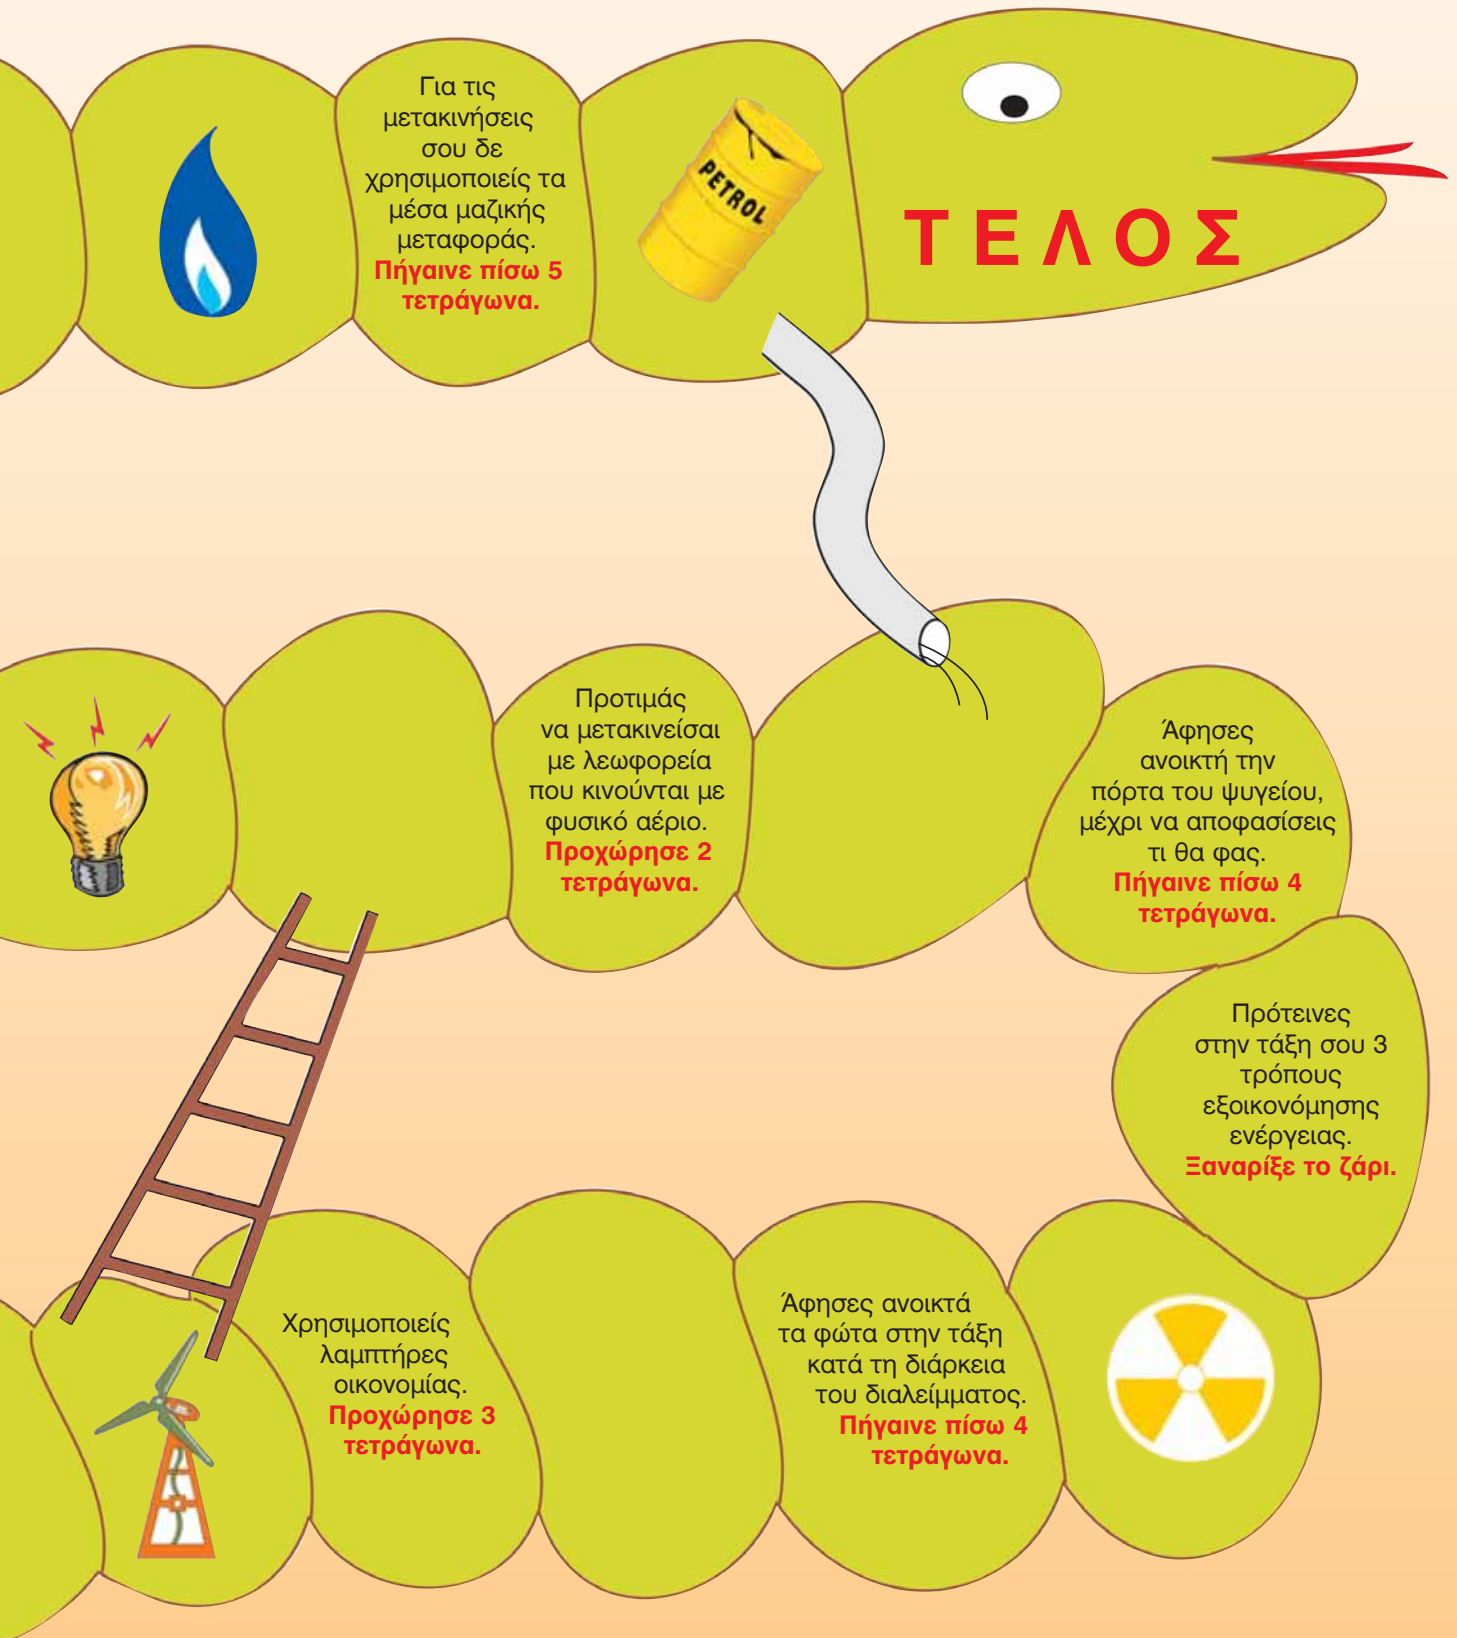 Για τις
μετακινήσεις
σου δε
χρησιμοποιείς τα
μέσα μαζικής
μεταφοράς.
Πήγαινε πίσω 5
τετράγωνα.
PETROL
ΤΕΛΟΣ
Προτιμάς
να μετακινείσαι
με λεωφορεία
που κινούνται με
φυσικό αέριο.
Προχώρησε 2
τετράγωνα.
Άφησες
ανοικτή την
πόρτα του ψυγείου,
μέχρι να αποφασίσεις
τι θα φας.
Πήγαινε πίσω 4
τετράγωνα.
Πρότεινες
στην τάξη σου 3
τρόπους
εξοικονόμησης
ενέργειας.
Ξαναρίξε το ζάρι.
Χρησιμοποιείς
λαμπτήρες
οικονομίας.
Προχώρησε 3
τετράγωνα.
Άφησες ανοικτά
τα φώτα στην τάξη
κατά τη διάρκεια
του διαλείμματος.
Πήγαινε πίσω 4
τετράγωνα.